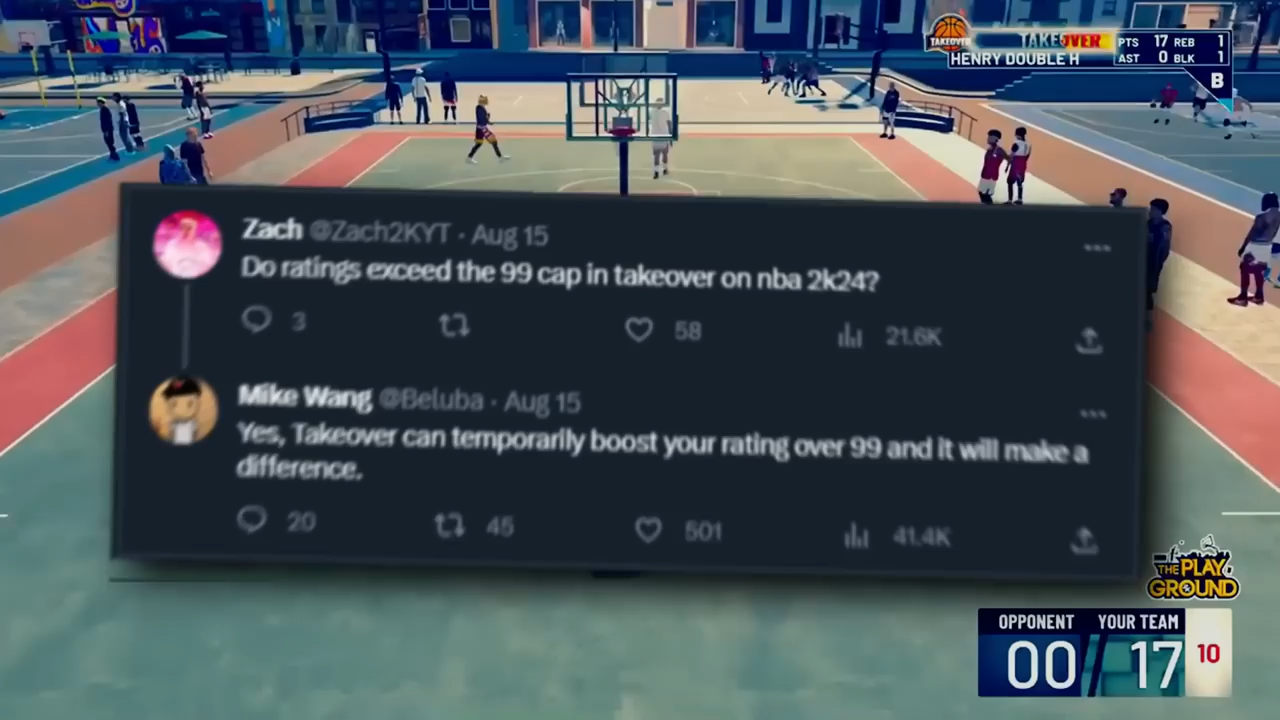 TAKEOVER
TAKEOVER
HENRY DOUBLE H
PTS 17 REB 1
AST 0 BLK 1
B
Zach @Zach2KYT · Aug 15
Do ratings exceed the 99 cap in takeover on nba 2k24?
3 58 21.6K
Mike Wang @Beluba · Aug 15
Yes, Takeover can temporarily boost your rating over 99 and it will make a
difference.
20 45 501 41.4K
THE PLAY
GROUND
OPPONENT YOUR TEAM
00 17 10